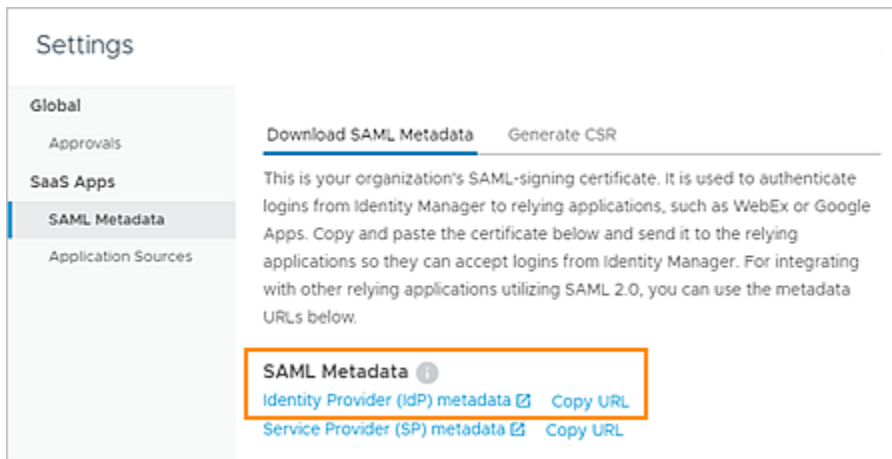 Settings
Global
Approvals
SaaS Apps
SAML Metadata
Application Sources
Download SAML Metadata
Generate CSR
This is your organization's SAML-signing certificate. It is used to authenticate
logins from Identity Manager to relying applications, such as WebEx or Google
Apps. Copy and paste the certificate below and send it to the relying
applications so they can accept logins from Identity Manager. For integrating
with other relying applications utilizing SAML 2.0, you can use the metadata
URLs below.
SAML Metadata
Identity Provider (IdP) metadata Copy URL
Service Provider (SP) metadata Copy URL